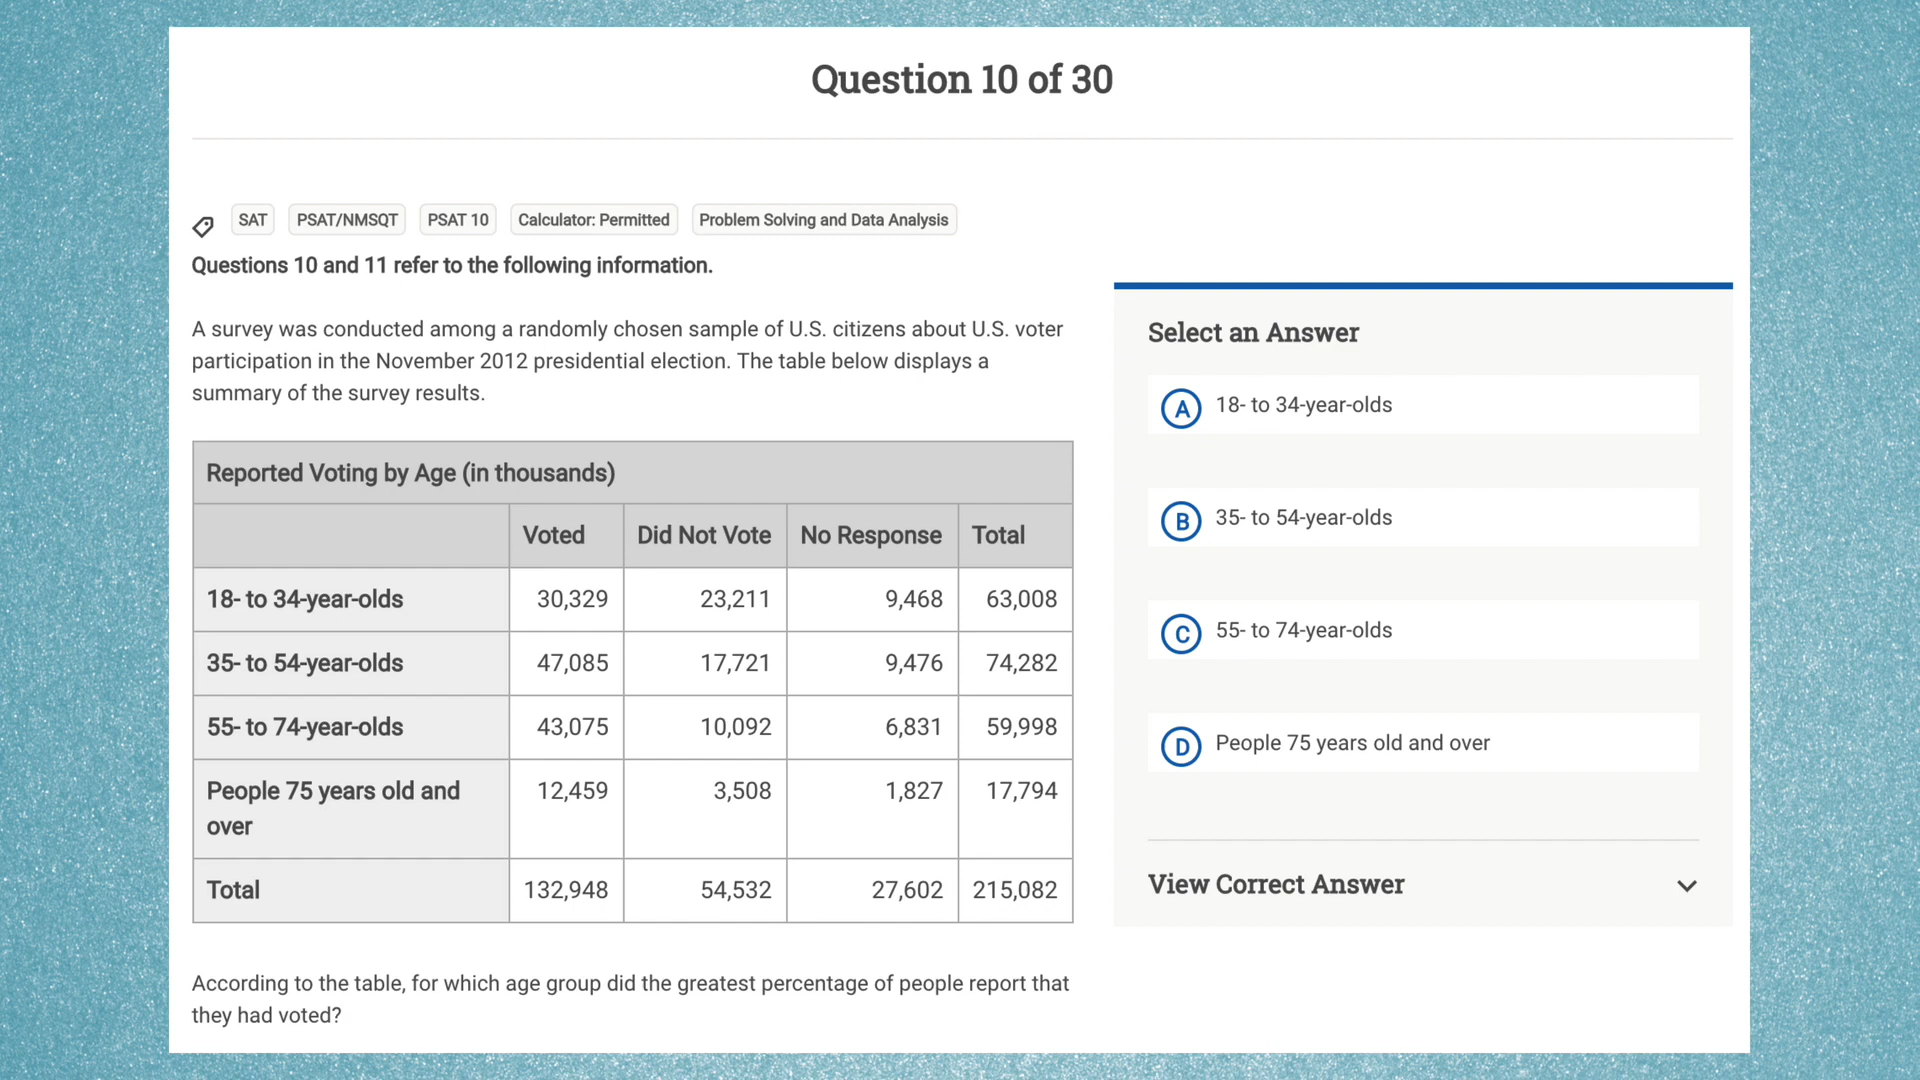 Question 10 of 30
SAT PSAT/NMSQT PSAT 10 Calculator: Permitted Problem Solving and Data Analysis
Questions 10 and 11 refer to the following information.
A survey was conducted among a randomly chosen sample of U.S. citizens about U.S. voter
participation in the November 2012 presidential election. The table below displays a
summary of the survey results.
Reported Voting by Age (in thousands)
Voted Did Not Vote No Response Total
18- to 34-year-olds 30,329 23,211 9,468 63,008
35- to 54-year-olds 47,085 17,721 9,476 74,282
55- to 74-year-olds 43,075 10,092 6,831 59,998
People 75 years old and
over 12,459 3,508 1,827 17,794
Total 132,948 54,532 27,602 215,082
According to the table, for which age group did the greatest percentage of people report that
they had voted?
Select an Answer
A 18- to 34-year-olds
B 35- to 54-year-olds
C 55- to 74-year-olds
D People 75 years old and over
View Correct Answer